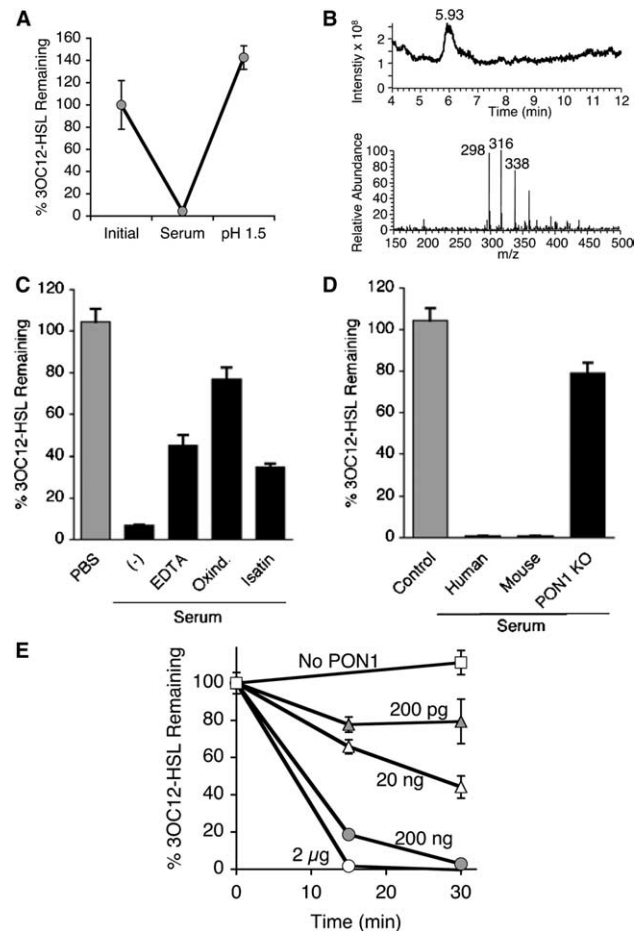 A
% 3OC12-HSL Remaining
160
140
120
100
80
60
40
20
0
Initial Serum pH 1.5
B
Intenstiy x 10⁸
3
2
1
0
5.93
4 5 6 7 8 9 10 11 12
Time (min)
Relative Abundance
100
80
60
40
20
0
298 316
338
150 200 250 300 350 400 450 500
m/z
C
% 3OC12-HSL Remaining
120
100
80
60
40
20
0
PBS (-) EDTA Oxind. Isatin
Serum
D
% 3OC12-HSL Remaining
120
100
80
60
40
20
0
Control Human Mouse PON1 KO
Serum
E
% 3OC12-HSL Remaining
100
80
60
40
20
0
No PON1
200 pg
20 ng
200 ng
2 µg
0 10 20 30
Time (min)